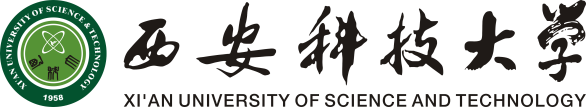 XI'AN UNIVERSITY OF SCIENCE & TECHNOLOGY
1958
西安科技大学
XI'AN UNIVERSITY OF SCIENCE AND TECHNOLOGY